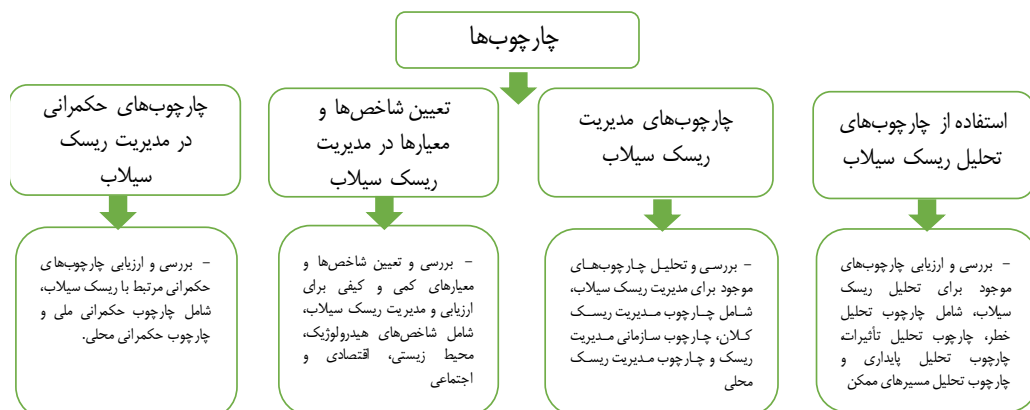 چارچوب‌ها
استفاده از چارچوب‌های
تحلیل ریسک سیلاب
چارچوب‌های مدیریت
ریسک سیلاب
تعیین شاخص‌ها و
معیارها در مدیریت
ریسک سیلاب
چارچوب‌های حکمرانی
در مدیریت ریسک
سیلاب
- بررسی و ارزیابی چارچوب‌های
موجود برای تحلیل ریسک
سیلاب، شامل چارچوب تحلیل
خطر، چارچوب تحلیل تأثیرات،
چارچوب تحلیل پایداری و
چارچوب تحلیل مسیرهای ممکن
- بررسی و تحلیل چارچوب‌های
موجود برای مدیریت ریسک سیلاب،
شامل چارچوب مدیریت ریسک
کلان، چارچوب سازمانی مدیریت
ریسک و چارچوب مدیریت ریسک
محلی
- بررسی و تعیین شاخص‌ها و
معیارهای کمی و کیفی برای
ارزیابی و مدیریت ریسک سیلاب،
شامل شاخص‌های هیدرولوژیک،
محیط زیستی، اقتصادی و
اجتماعی
- بررسی و ارزیابی چارچوب‌های
حکمرانی مرتبط با ریسک سیلاب،
شامل چارچوب حکمرانی ملی و
چارچوب حکمرانی محلی.